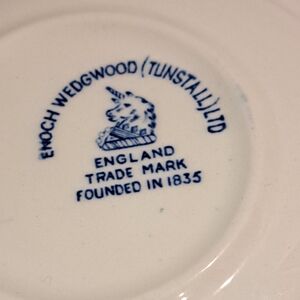 ENOCH WEDGWOOD (TUNSTALL) LTD
ENGLAND
TRADE MARK
FOUNDED IN 1835